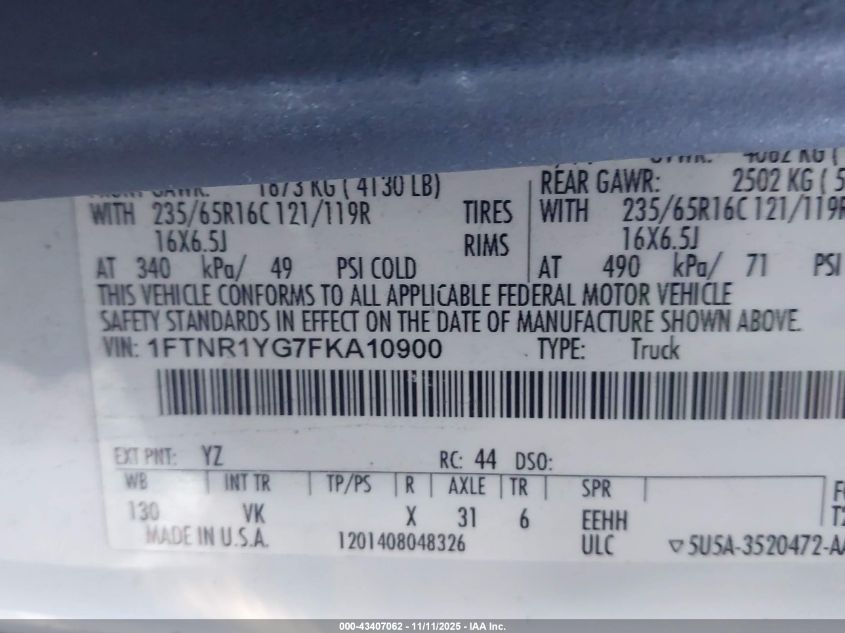 GVWR: 4082 KG (
FRONT GAWR: 1873 KG ( 4130 LB) REAR GAWR: 2502 KG ( 5
WITH 235/65R16C 121/119R TIRES WITH 235/65R16C 121/119R
16X6.5J RIMS 16X6.5J
AT 340 kPa/ 49 PSI COLD AT 490 kPa/ 71 PSI
THIS VEHICLE CONFORMS TO ALL APPLICABLE FEDERAL MOTOR VEHICLE
SAFETY STANDARDS IN EFFECT ON THE DATE OF MANUFACTURE SHOWN ABOVE.
VIN: 1FTNR1YG7FKA10900 TYPE: Truck
EXT PNT: YZ RC: 44 DSO:
WB INT TR TP/PS R AXLE TR SPR
130 VK X 31 6 EEHH
MADE IN U.S.A. 1201408048326 ULC ▽5U5A-3520472-AA
000-43407062 - 11/11/2025 - IAA Inc.